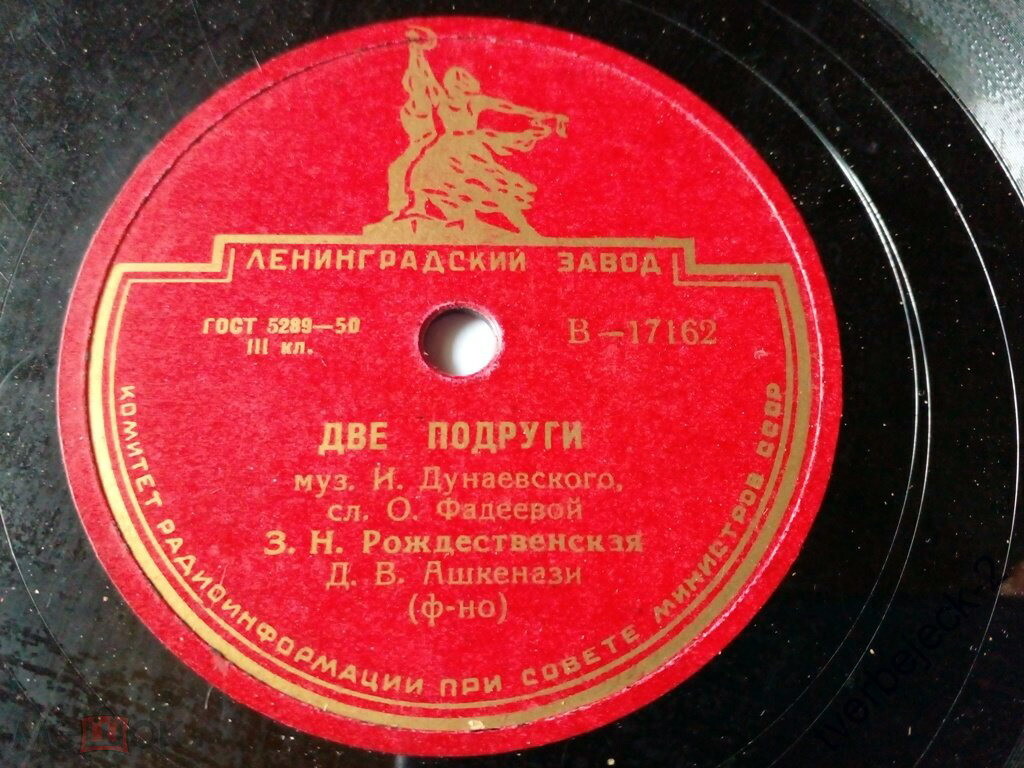 ЛЕНИНГРАДСКИЙ ЗАВОД
ГОСТ 5289—50
III кл.
В—17162
ДВЕ ПОДРУГИ
муз. И. Дунаевского,
сл. О. Фадеевой
З. Н. Рождественская
Д. В. Ашкенази
(ф-но)
КОМИТЕТ РАДИОИНФОРМАЦИИ ПРИ СОВЕТЕ МИНИСТРОВ СССР